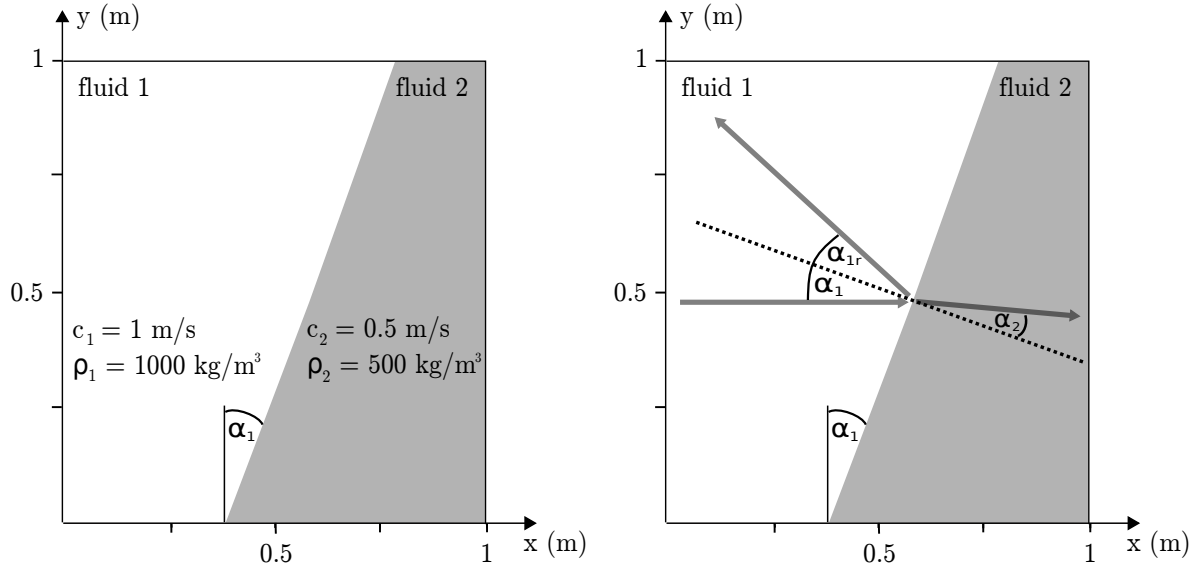 y (m)
1
fluid 1
fluid 2
0.5
c₁ = 1 m/s
ρ₁ = 1000 kg/m³
c₂ = 0.5 m/s
ρ₂ = 500 kg/m³
α₁
0.5
1
x (m)
y (m)
1
fluid 1
fluid 2
α₁ᵣ
α₁
0.5
α₂
α₁
0.5
1
x (m)